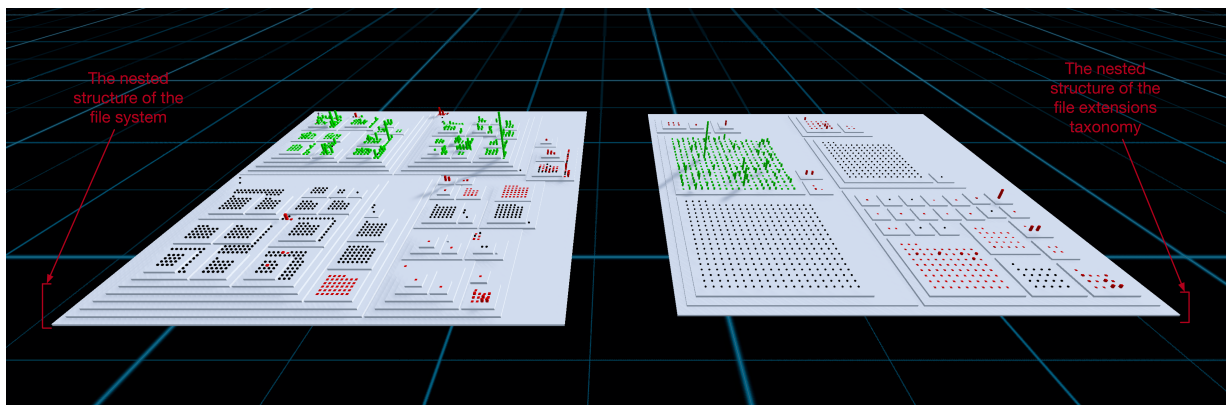 The nested
structure of the
file system
The nested
structure of the
file extensions
taxonomy